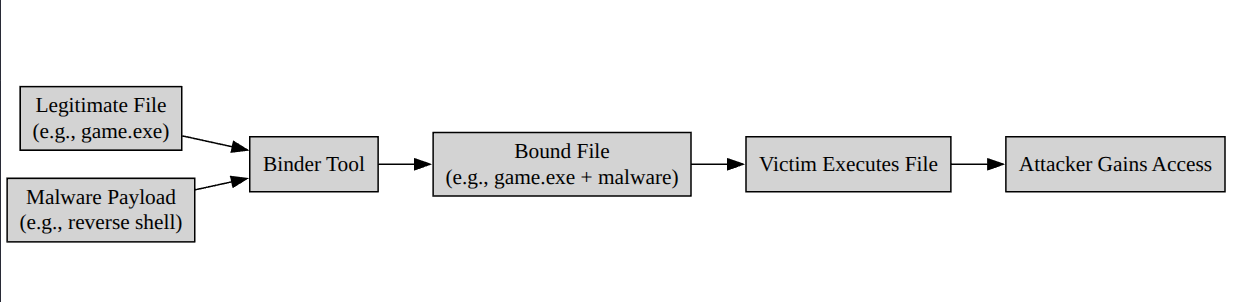 Legitimate File
(e.g., game.exe)
Malware Payload
(e.g., reverse shell)
Binder Tool
Bound File
(e.g., game.exe + malware)
Victim Executes File
Attacker Gains Access